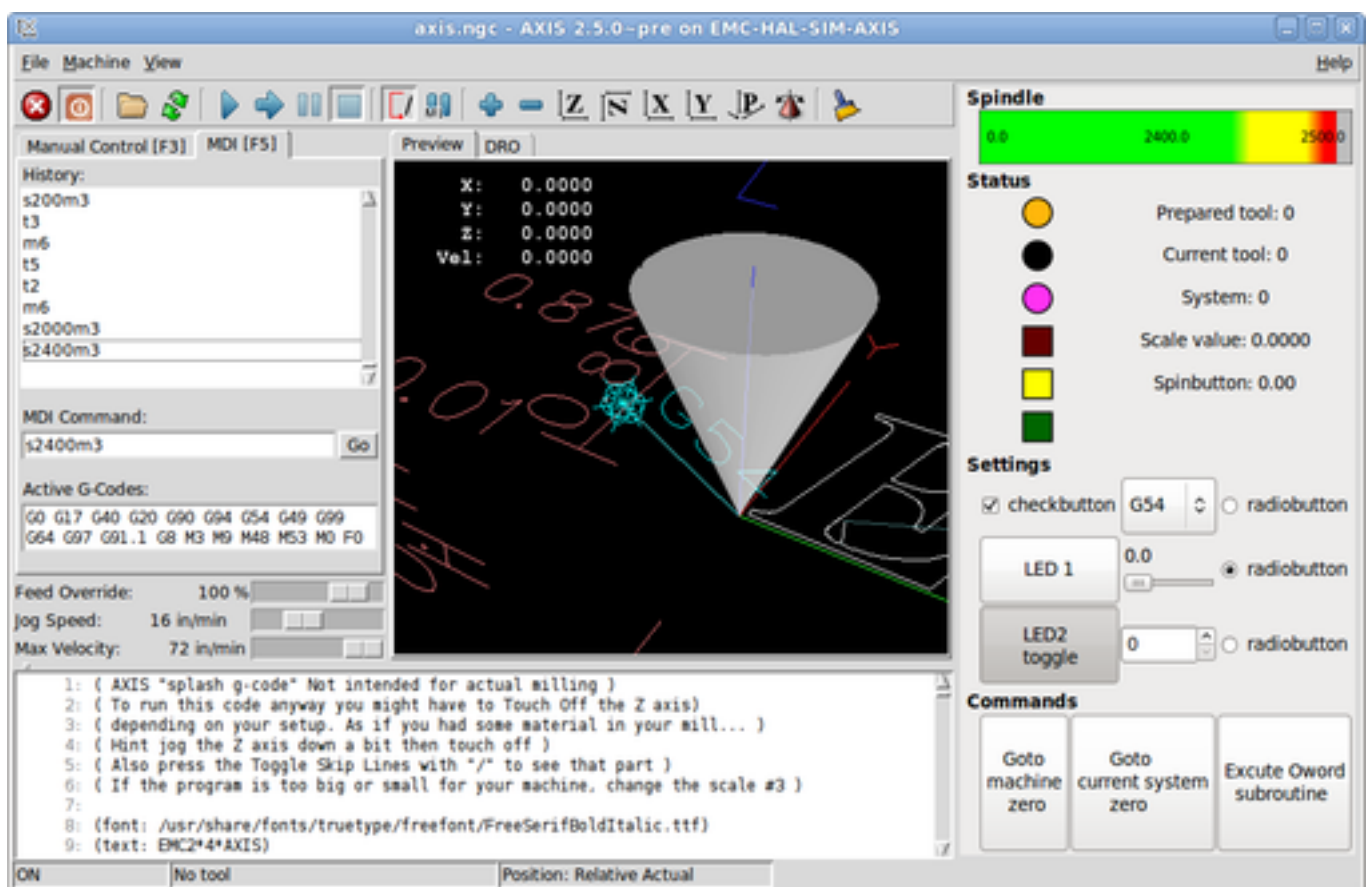 axis.ngc - AXIS 2.5.0~pre on EMC-HAL-SIM-AXIS
File Machine View Help
Z N X Y P
Manual Control [F3] MDI [F5]
History:
s200m3
t3
m6
t5
t2
m6
s2000m3
s2400m3
MDI Command:
s2400m3 Go
Active G-Codes:
G0 G17 G40 G20 G90 G94 G54 G49 G99
G64 G97 G91.1 G8 M3 M9 M48 M53 M0 F0
Feed Override: 100 %
Jog Speed: 16 in/min
Max Velocity: 72 in/min
Preview DRO
X: 0.0000
Y: 0.0000
Z: 0.0000
Vel: 0.0000
G54
Spindle
0.0 2400.0 2500.0
Status
Prepared tool: 0
Current tool: 0
System: 0
Scale value: 0.0000
Spinbutton: 0.00
Settings
checkbutton G54 radiobutton
LED 1 0.0 radiobutton
LED2
toggle 0 radiobutton
Commands
Goto
machine
zero
Goto
current system
zero
Excute Oword
subroutine
1: ( AXIS "splash g-code" Not intended for actual milling )
2: ( To run this code anyway you might have to Touch Off the Z axis)
3: ( depending on your setup. As if you had some material in your mill... )
4: ( Hint jog the Z axis down a bit then touch off )
5: ( Also press the Toggle Skip Lines with "/" to see that part )
6: ( If the program is too big or small for your machine, change the scale #3 )
7:
8: (font: /usr/share/fonts/truetype/freefont/FreeSerifBoldItalic.ttf)
9: (text: EMC2*4*AXIS)
ON No tool Position: Relative Actual